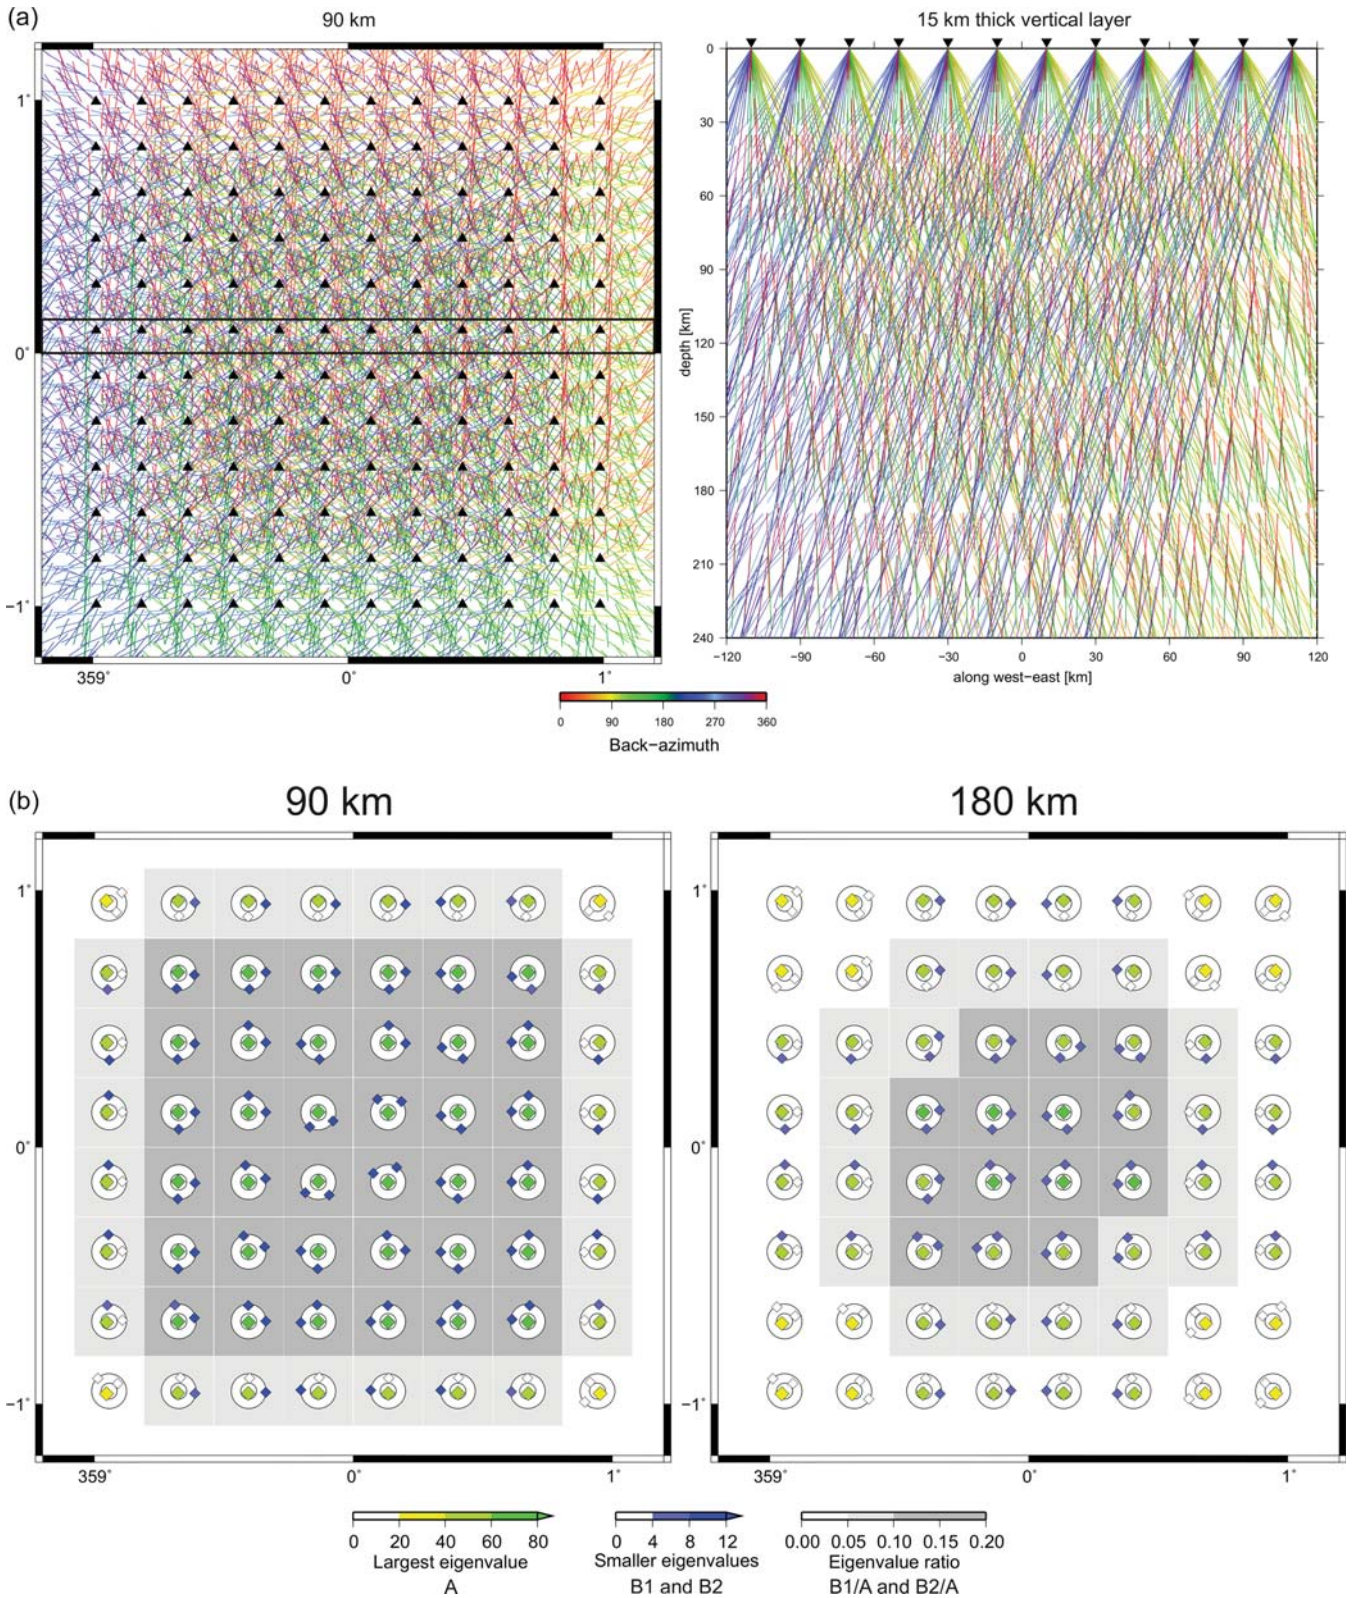 (a)
90 km
15 km thick vertical layer
1°
0°
−1°
359°
0°
1°
0
30
60
90
120
150
180
210
240
depth [km]
−120
−90
−60
−30
0
30
60
90
120
along west−east [km]
0
90
180
270
360
Back−azimuth
(b)
90 km
180 km
1°
0°
−1°
359°
0°
1°
1°
0°
−1°
359°
0°
1°
0 20 40 60 80
Largest eigenvalue
A
0 4 8 12
Smaller eigenvalues
B1 and B2
0.00 0.05 0.10 0.15 0.20
Eigenvalue ratio
B1/A and B2/A